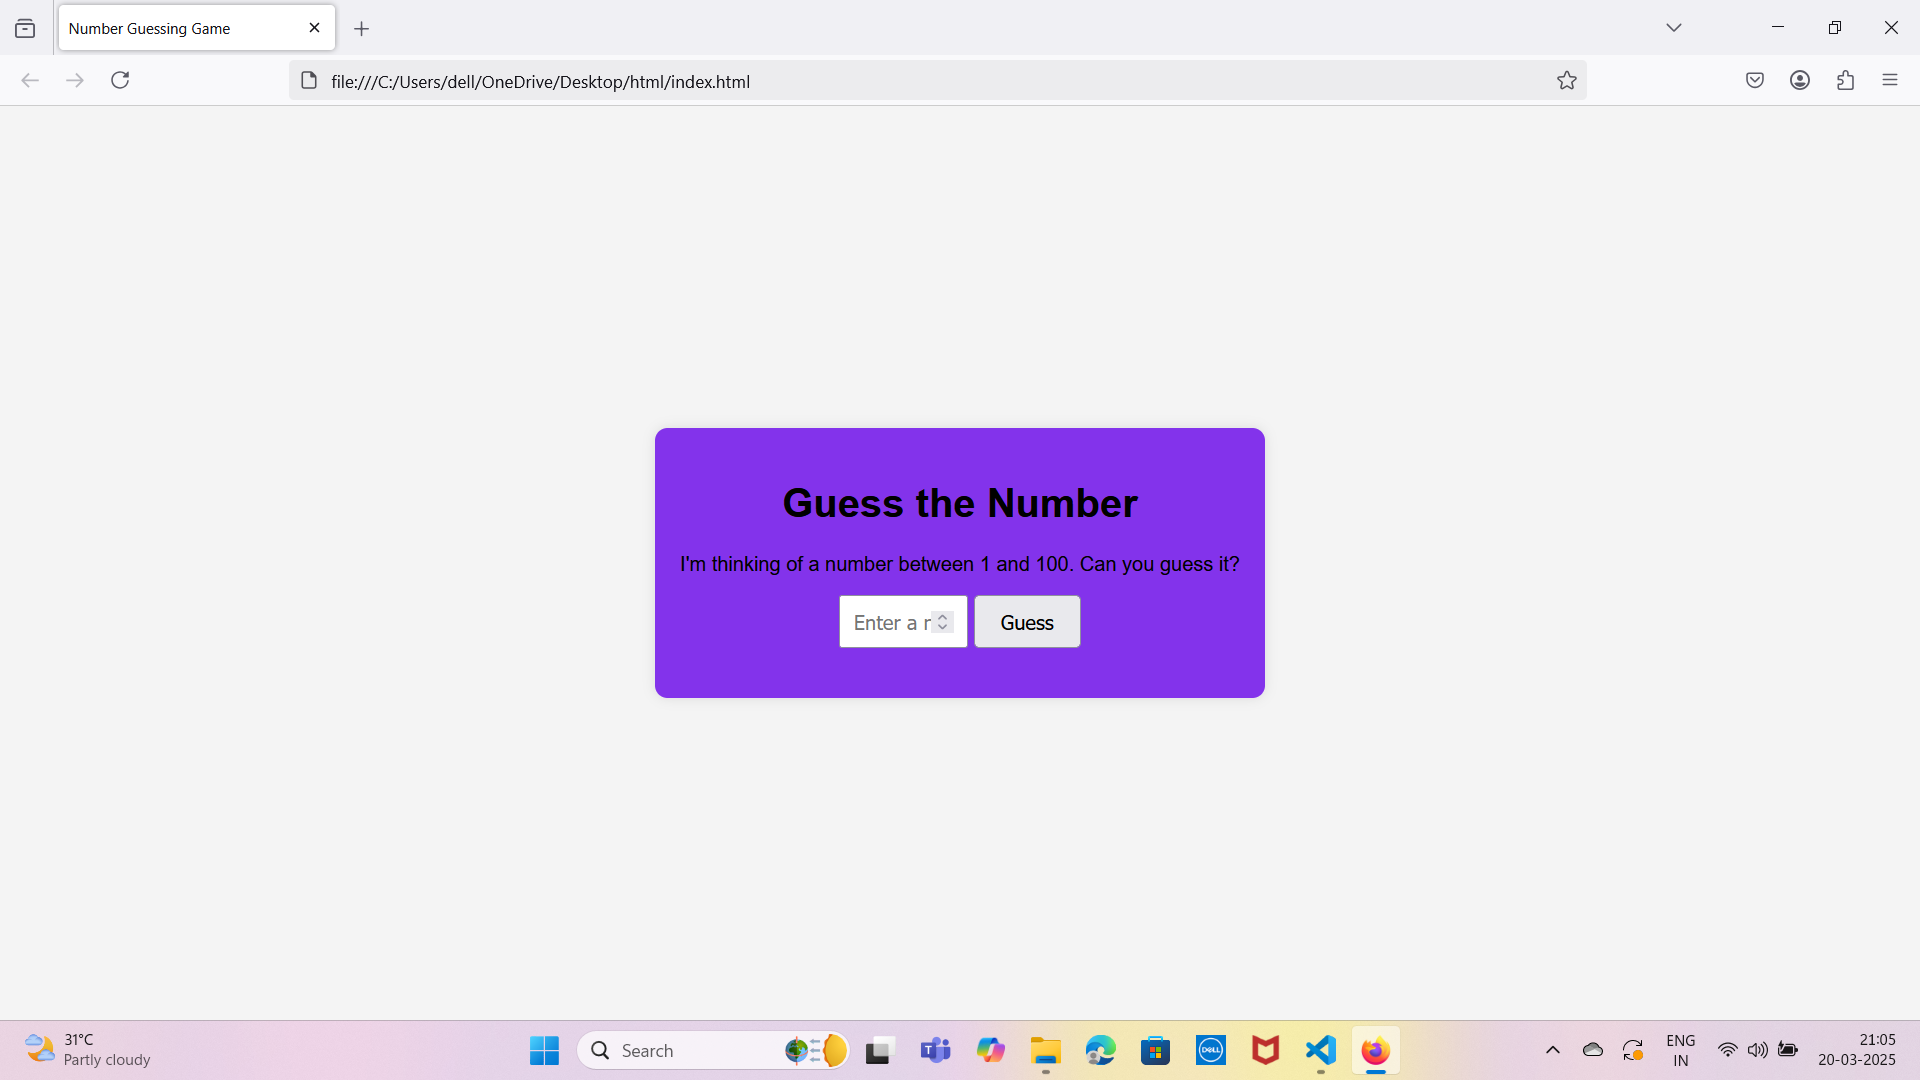 Number Guessing Game
file:///C:/Users/dell/OneDrive/Desktop/html/index.html
Guess the Number
I'm thinking of a number between 1 and 100. Can you guess it?
Enter a r
Guess
31°C
Partly cloudy
Search
DELL
ENG
IN
21:05
20-03-2025